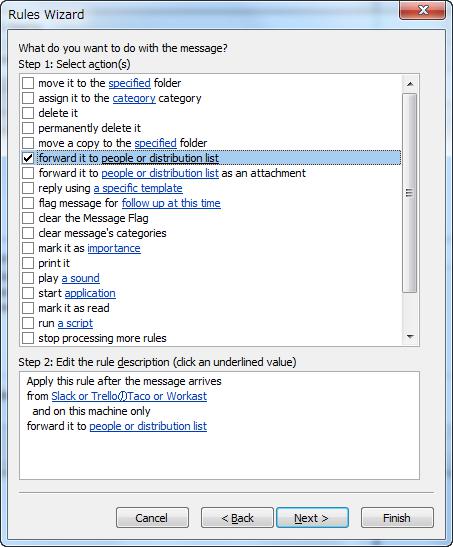 Rules Wizard
What do you want to do with the message?
Step 1: Select action(s)
move it to the specified folder
assign it to the category category
delete it
permanently delete it
move a copy to the specified folder
forward it to people or distribution list
forward it to people or distribution list as an attachment
reply using a specific template
flag message for follow up at this time
clear the Message Flag
clear message's categories
mark it as importance
print it
play a sound
start application
mark it as read
run a script
stop processing more rules
Step 2: Edit the rule description (click an underlined value)
Apply this rule after the message arrives
from Slack or Trello Taco or Workast
and on this machine only
forward it to people or distribution list
Cancel
< Back
Next >
Finish